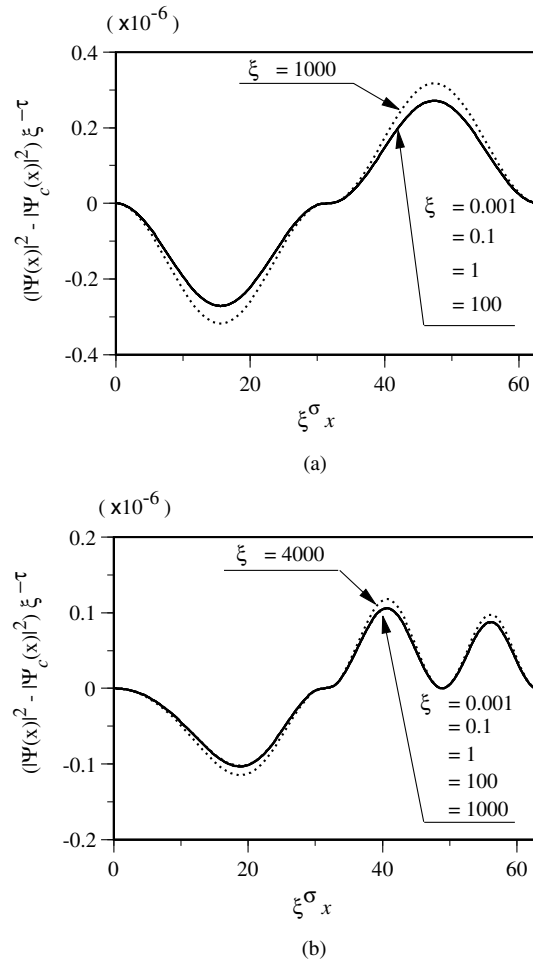 ( x10-6 )
0.4
0.2
0
-0.2
-0.4
(|Ψ(x)|² - |Ψc(x)|²) ξ^−τ
ξ = 1000
ξ = 0.001
= 0.1
= 1
= 100
0 20 40 60
ξ^σ x
(a)
( x10-6 )
0.2
0.1
0
-0.1
-0.2
(|Ψ(x)|² - |Ψc(x)|²) ξ^−τ
ξ = 4000
ξ = 0.001
= 0.1
= 1
= 100
= 1000
0 20 40 60
ξ^σ x
(b)